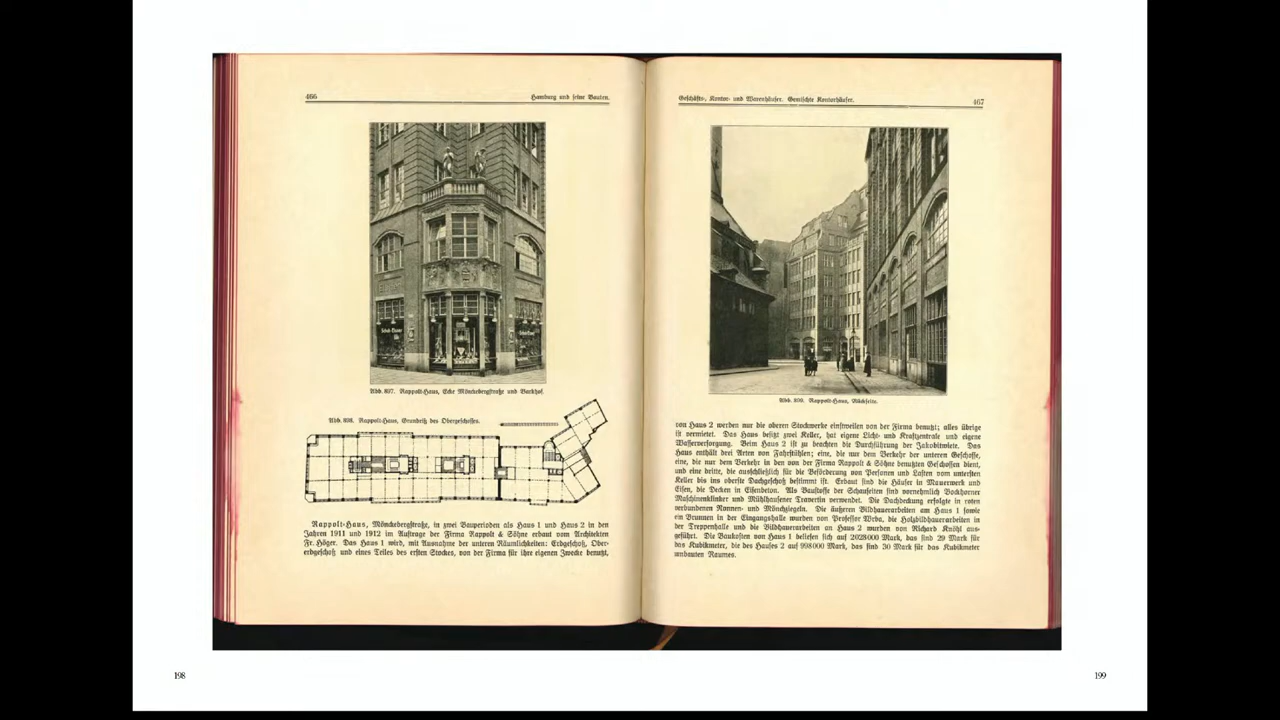 466
Hamburg und seine Bauten.
Abb. 897. Rappolt-Haus, Ecke Mönckebergstraße und Barkhof.
Abb. 898. Rappolt-Haus, Grundriß des Obergeschosses.
Rappolt-Haus, Mönckebergstraße, in zwei Bauperioden als Haus 1 und Haus 2 in den
Jahren 1911 und 1912 im Auftrage der Firma Rappolt & Söhne erbaut vom Architekten
Fr. Höger. Das Haus 1 wird, mit Ausnahme der unteren Räumlichkeiten: Erdgeschoß, Ober-
erdgeschoß und eines Teiles des ersten Stockes, von der Firma für ihre eigenen Zwecke benutzt,
Geschäfts-, Kontor- und Warenhäuser. Gemischte Kontorhäuser.
467
Abb. 899. Rappolt-Haus, Rückseite.
von Haus 2 werden nur die oberen Stockwerke einstweilen von der Firma benutzt; alles übrige
ist vermietet. Das Haus besitzt zwei Keller, hat eigene Licht- und Kraftzentrale und eigene
Wasserversorgung. Beim Haus 2 ist zu beachten die Durchführung der Jakobitwiete. Das
Haus enthält drei Arten von Fahrstühlen; eine, die nur dem Verkehr der unteren Geschosse,
eine, die nur dem Verkehr in den von der Firma Rappolt & Söhne benutzten Geschossen dient,
und eine dritte, die ausschließlich für die Beförderung von Personen und Lasten vom untersten
Keller bis ins oberste Dachgeschoß bestimmt ist. Erbaut sind die Häuser in Mauerwerk und
Eisen, die Decken in Eisenbeton. Als Baustoffe der Schauseiten sind vornehmlich Bockhorner
Maschinenklinker und Mühlhausener Travertin verwendet. Die Dachdeckung erfolgte in roten
verbundenen Nonnen- und Mönchziegeln. Die äußeren Bildhauerarbeiten am Haus 1 sowie
ein Brunnen in der Eingangshalle wurden von Professor Wrba, die Holzbildhauerarbeiten in
der Treppenhalle und die Bildhauerarbeiten an Haus 2 wurden von Richard Knöhl aus-
geführt. Die Baukosten von Haus 1 beliefen sich auf 2028000 Mark, das sind 29 Mark für
das Kubikmeter, die des Hauses 2 auf 998000 Mark, das sind 30 Mark für das Kubikmeter
umbauten Raumes.
198
199